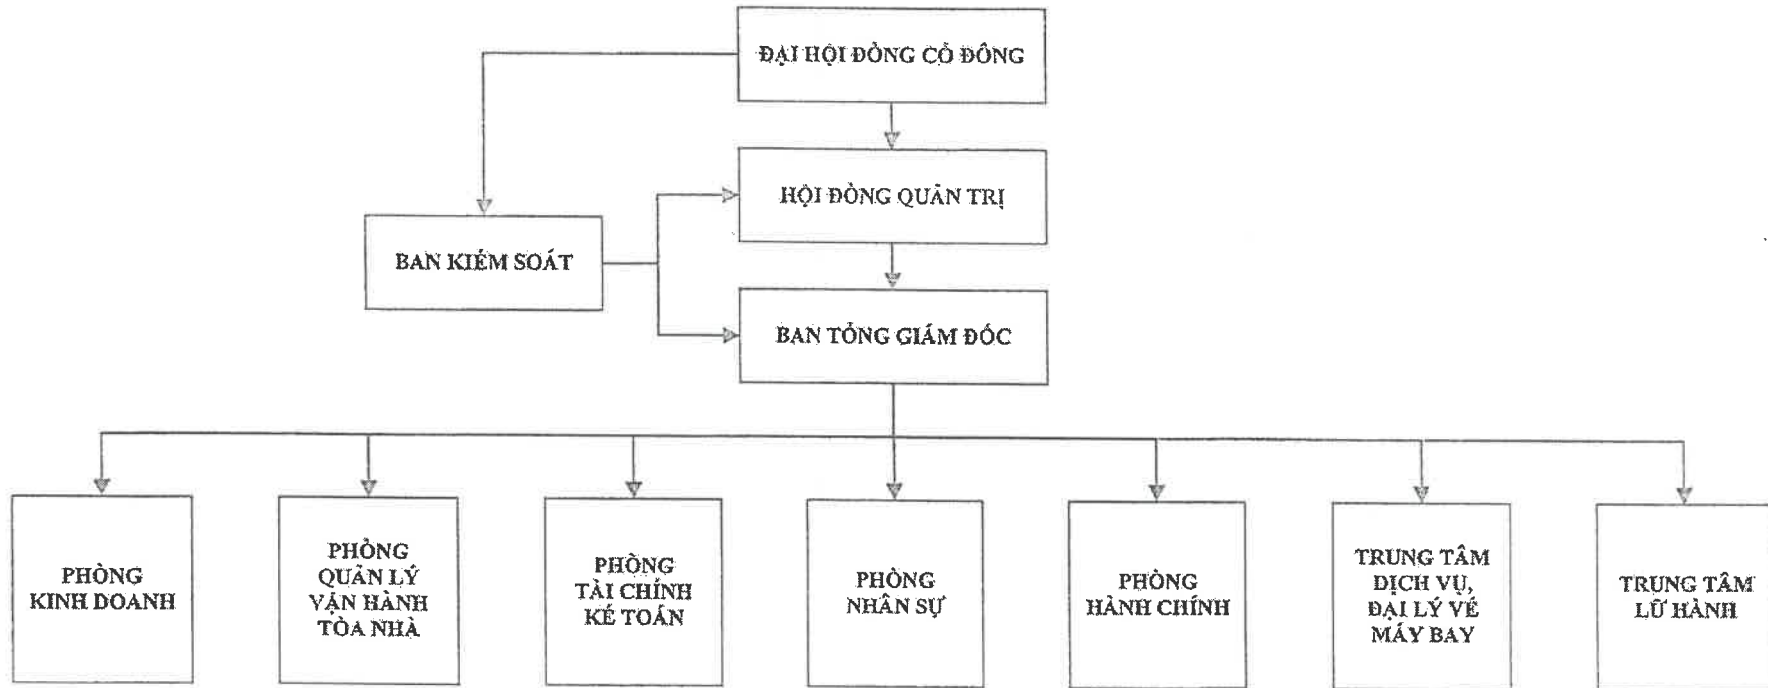 ĐẠI HỘI ĐỒNG CỔ ĐÔNG
HỘI ĐỒNG QUẢN TRỊ
BAN KIỂM SOÁT
BAN TỔNG GIÁM ĐỐC
PHÒNG
KINH DOANH
PHÒNG
QUẢN LÝ
VẬN HÀNH
TÒA NHÀ
PHÒNG
TÀI CHÍNH
KẾ TOÁN
PHÒNG
NHÂN SỰ
PHÒNG
HÀNH CHÍNH
TRUNG TÂM
DỊCH VỤ,
ĐẠI LÝ VÉ
MÁY BAY
TRUNG TÂM
LỮ HÀNH